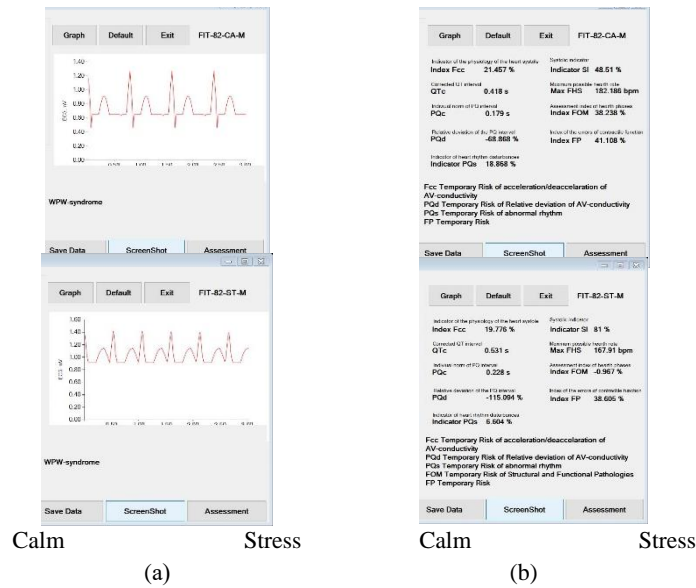 Graph Default Exit FIT-82-CA-M
1.40
1.20
1.00
0.80
0.60
0.40
0.20
0.00
ECG, uV
WPW-syndrome
Save Data ScreenShot Assessment
Graph Default Exit FIT-82-ST-M
1.60
1.40
1.20
1.00
0.80
0.60
0.40
0.20
0.00
WPW-syndrome
Save Data ScreenShot Assessment
Graph Default Exit FIT-82-CA-M
Indicator of the physiology of the heart systole
Index Fcc 21.457 %
Systolic indicator
Indicator SI 48.51 %
Corrected QT interval
QTc 0.418 s
Maximum possible health rate
Max FHS 182.186 bpm
Indivual norm of PQ interval
PQc 0.179 s
Assessment index of health phases
Index FOM 38.238 %
Relative deviation of the PQ interval
PQd -68.868 %
Index of the errors of contractile function
Index FP 41.108 %
Indicator of heart rhythm disturbances
Indicator PQs 18.868 %
Fcc Temporary Risk of acceleration/deaccelaration of
AV-conductivity
PQd Temporary Risk of Relative deviation of AV-conductivity
PQs Temporary Risk of abnormal rhythm
FP Temporary Risk
Save Data ScreenShot Assessment
Graph Default Exit FIT-82-ST-M
Indicator of the physiology of the heart systole
Index Fcc 19.776 %
Systolic indicator
Indicator SI 81 %
Corrected QT interval
QTc 0.531 s
Maximum possible health rate
Max FHS 167.91 bpm
Indivual norm of PQ interval
PQc 0.228 s
Assessment index of health phases
Index FOM -0.967 %
Relative deviation of the PQ interval
PQd -115.094 %
Index of the errors of contractile function
Index FP 38.605 %
Indicator of heart rhythm disturbances
Indicator PQs 6.604 %
Fcc Temporary Risk of acceleration/deaccelaration of
AV-conductivity
PQd Temporary Risk of Relative deviation of AV-conductivity
PQs Temporary Risk of abnormal rhythm
FOM Temporary Risk of Structural and Functional Pathologies
FP Temporary Risk
Save Data ScreenShot Assessment
Calm Stress Calm Stress
(a) (b)